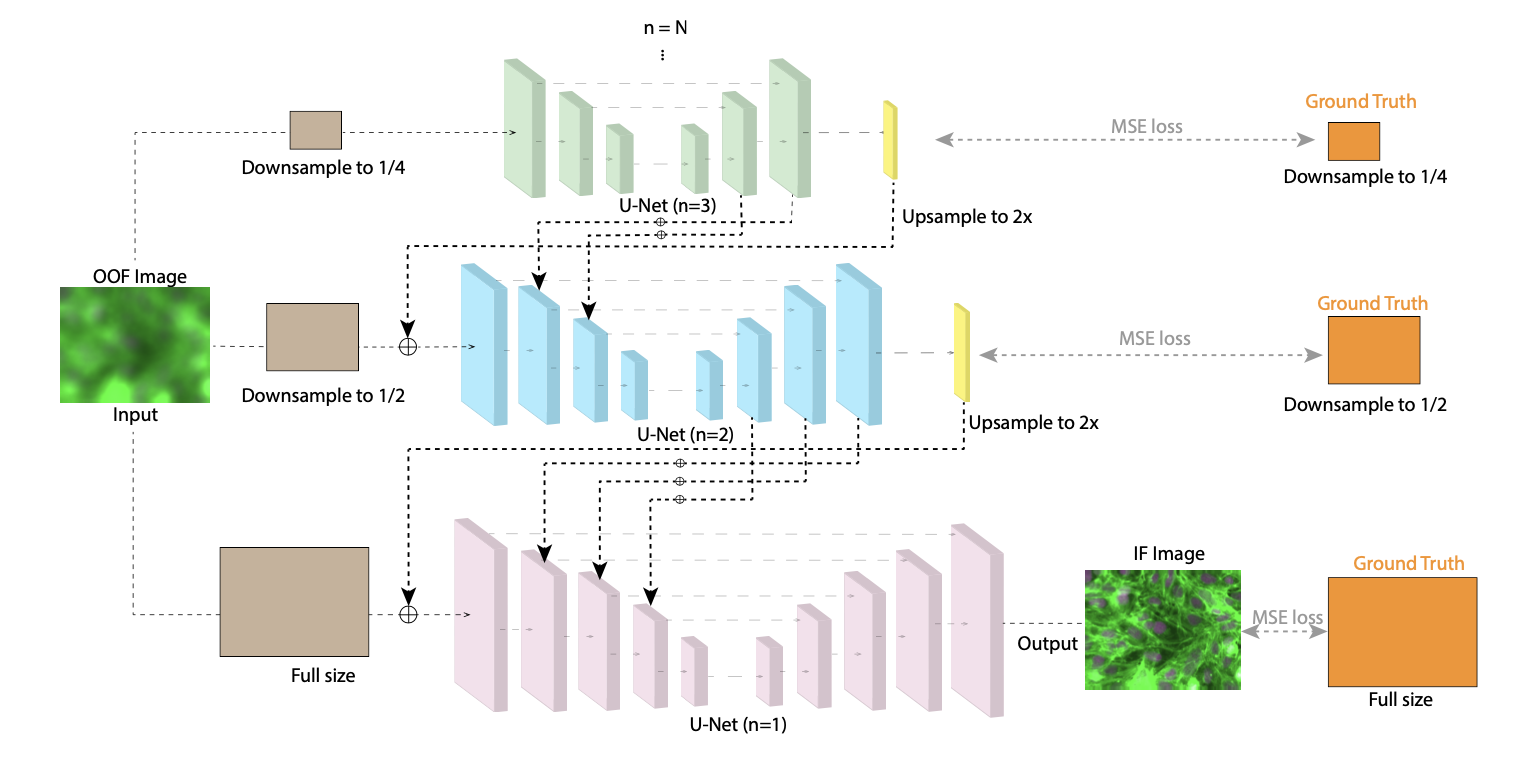 n = N
⋮
Ground Truth
MSE loss
Downsample to 1/4
Downsample to 1/4
U-Net (n=3)
Upsample to 2x
OOF Image
Ground Truth
MSE loss
Downsample to 1/2
Downsample to 1/2
Input
Upsample to 2x
U-Net (n=2)
IF Image
Ground Truth
MSE loss
Output
Full size
Full size
U-Net (n=1)